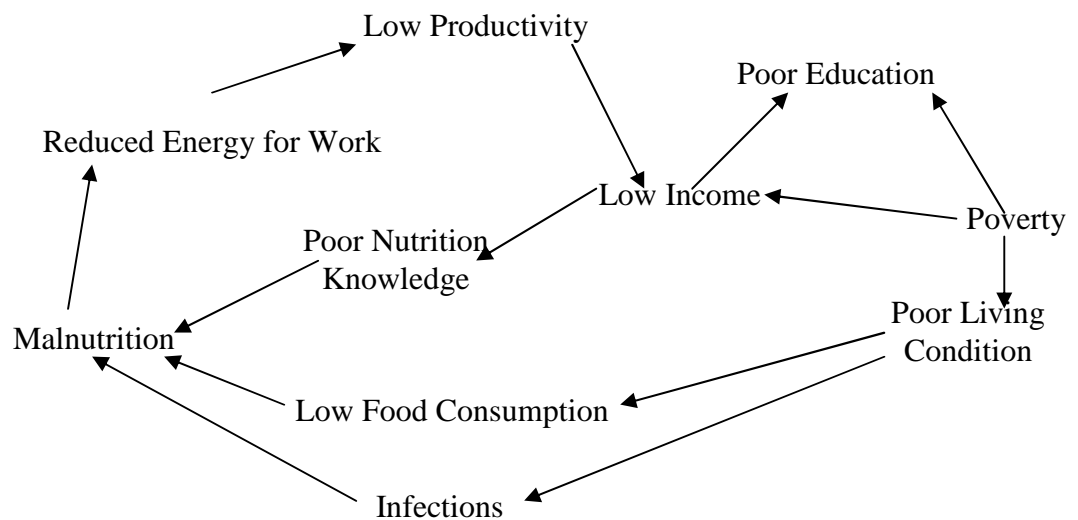 Low Productivity
Poor Education
Reduced Energy for Work
Low Income
Poverty
Poor Nutrition
Knowledge
Poor Living
Condition
Malnutrition
Low Food Consumption
Infections